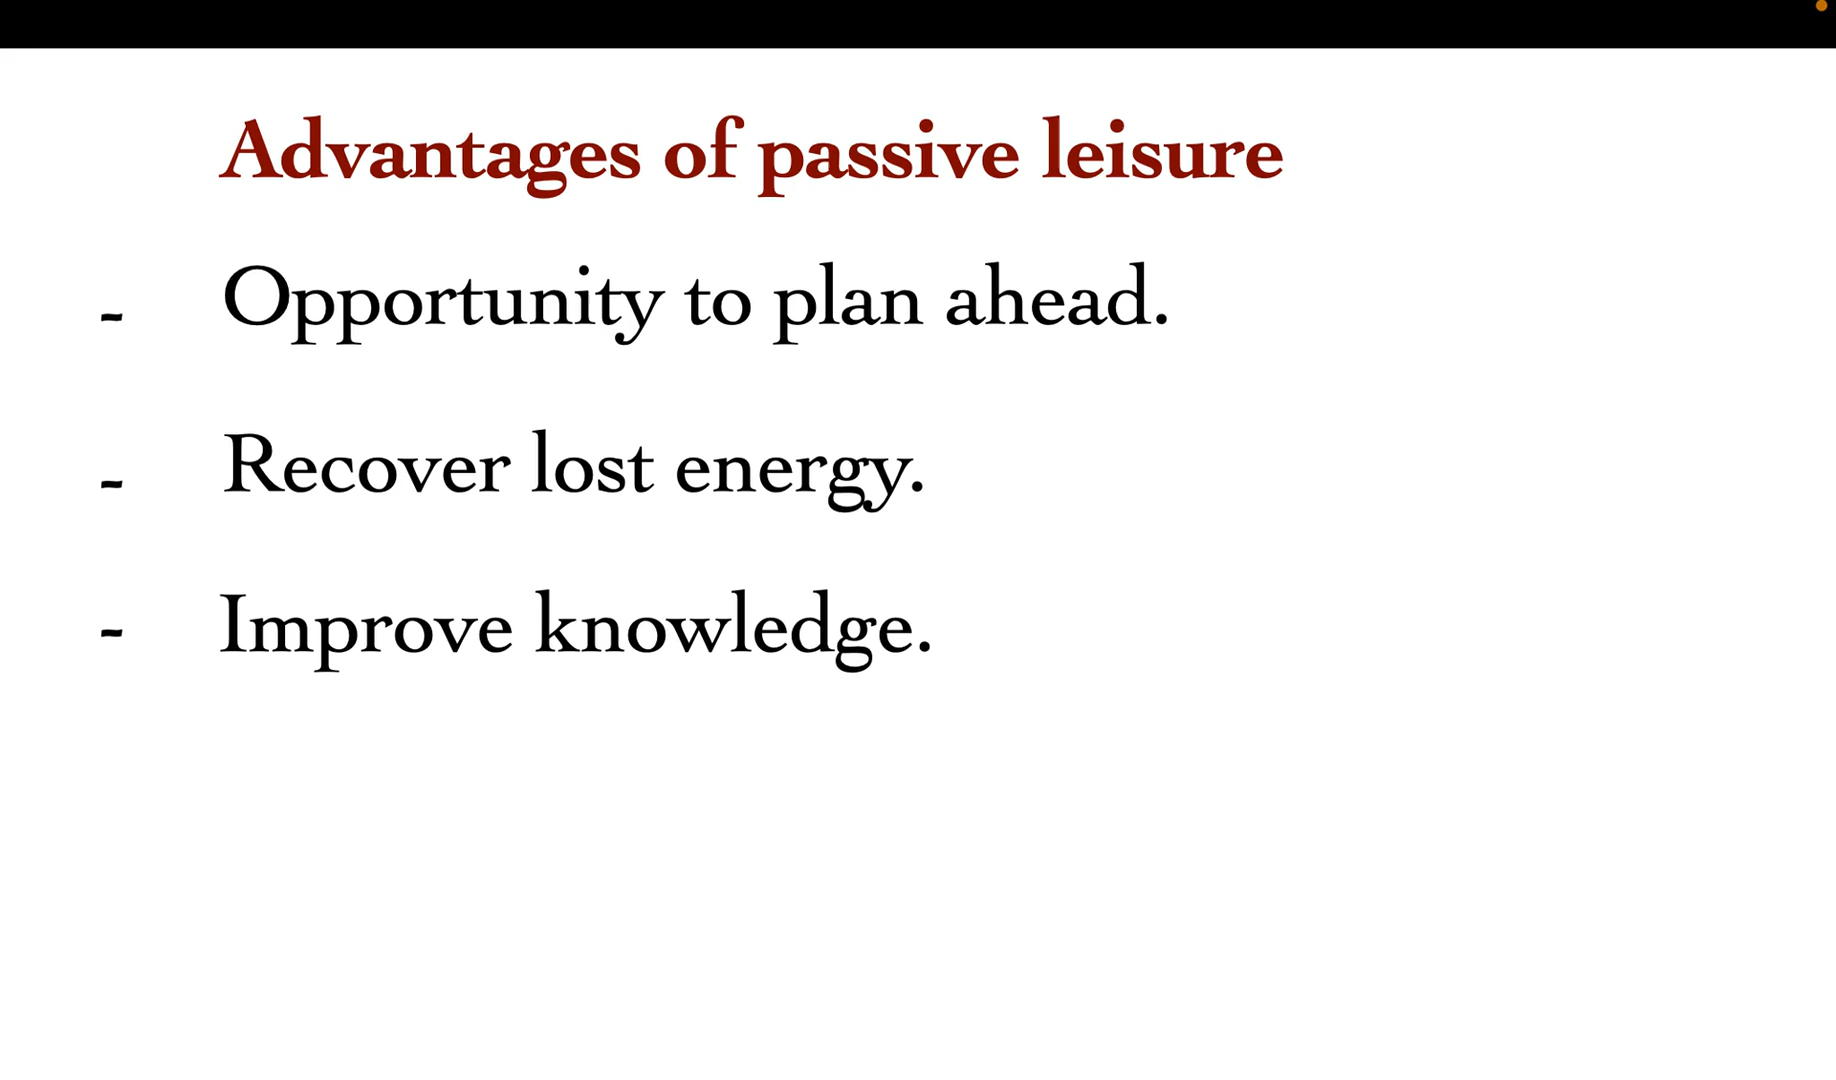 Advantages of passive leisure
- Opportunity to plan ahead.
- Recover lost energy.
- Improve knowledge.